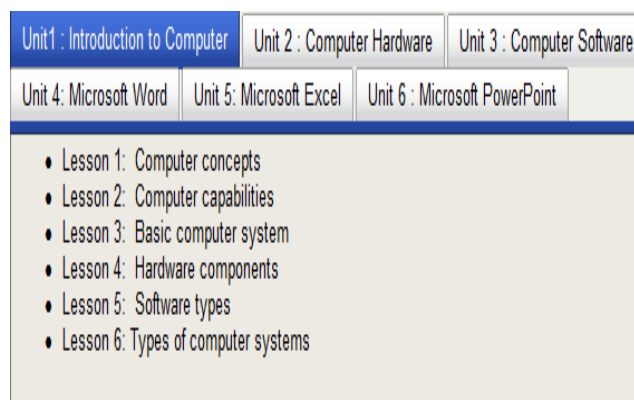 Unit1 : Introduction to Computer Unit 2 : Computer Hardware Unit 3 : Computer Software
Unit 4: Microsoft Word Unit 5: Microsoft Excel Unit 6 : Microsoft PowerPoint
• Lesson 1: Computer concepts
• Lesson 2: Computer capabilities
• Lesson 3: Basic computer system
• Lesson 4: Hardware components
• Lesson 5: Software types
• Lesson 6: Types of computer systems